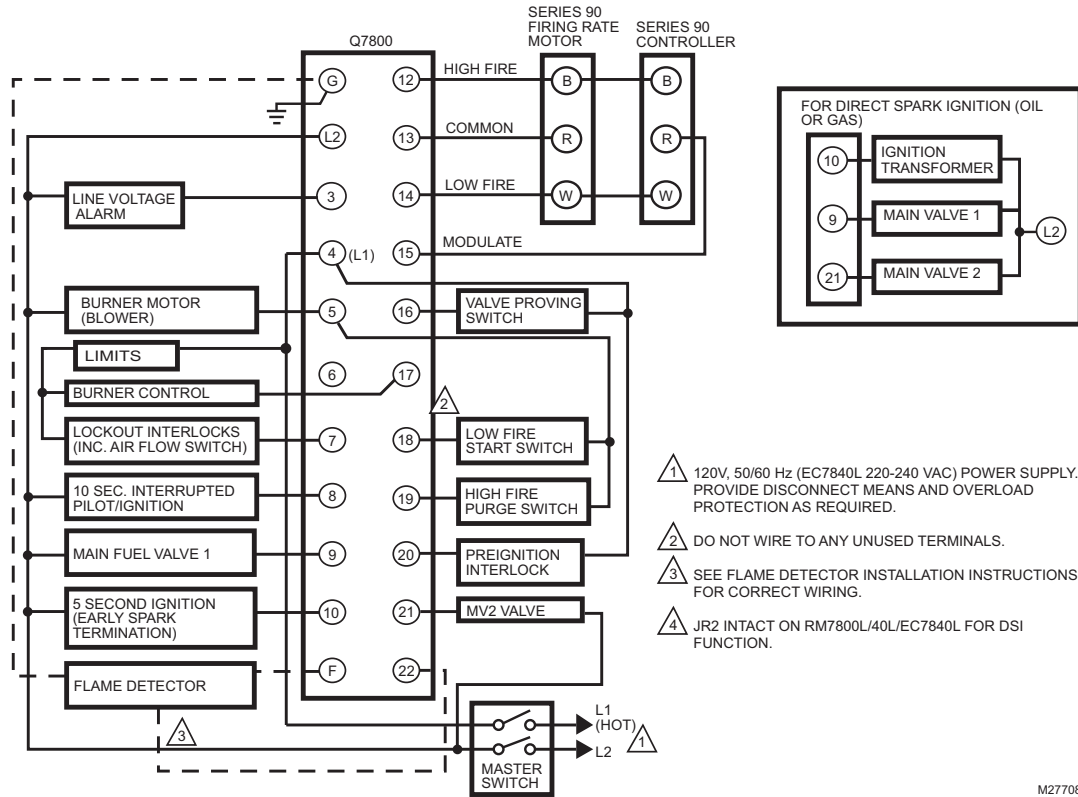 Q7800
SERIES 90
FIRING RATE
MOTOR
SERIES 90
CONTROLLER
G
L2
3
4
(L1)
5
6
7
8
9
10
F
12
13
14
15
16
17
18
19
20
21
22
HIGH FIRE
COMMON
LOW FIRE
MODULATE
B
R
W
B
R
W
LINE VOLTAGE
ALARM
BURNER MOTOR
(BLOWER)
LIMITS
BURNER CONTROL
LOCKOUT INTERLOCKS
(INC. AIR FLOW SWITCH)
10 SEC. INTERRUPTED
PILOT/IGNITION
MAIN FUEL VALVE 1
5 SECOND IGNITION
(EARLY SPARK
TERMINATION)
FLAME DETECTOR
3
VALVE PROVING
SWITCH
2
LOW FIRE
START SWITCH
HIGH FIRE
PURGE SWITCH
PREIGNITION
INTERLOCK
MV2 VALVE
L1
(HOT)
L2
1
MASTER
SWITCH
FOR DIRECT SPARK IGNITION (OIL
OR GAS)
10
IGNITION
TRANSFORMER
9
MAIN VALVE 1
L2
21
MAIN VALVE 2
1 120V, 50/60 Hz (EC7840L 220-240 VAC) POWER SUPPLY.
PROVIDE DISCONNECT MEANS AND OVERLOAD
PROTECTION AS REQUIRED.
2 DO NOT WIRE TO ANY UNUSED TERMINALS.
3 SEE FLAME DETECTOR INSTALLATION INSTRUCTIONS
FOR CORRECT WIRING.
4 JR2 INTACT ON RM7800L/40L/EC7840L FOR DSI
FUNCTION.
M27708